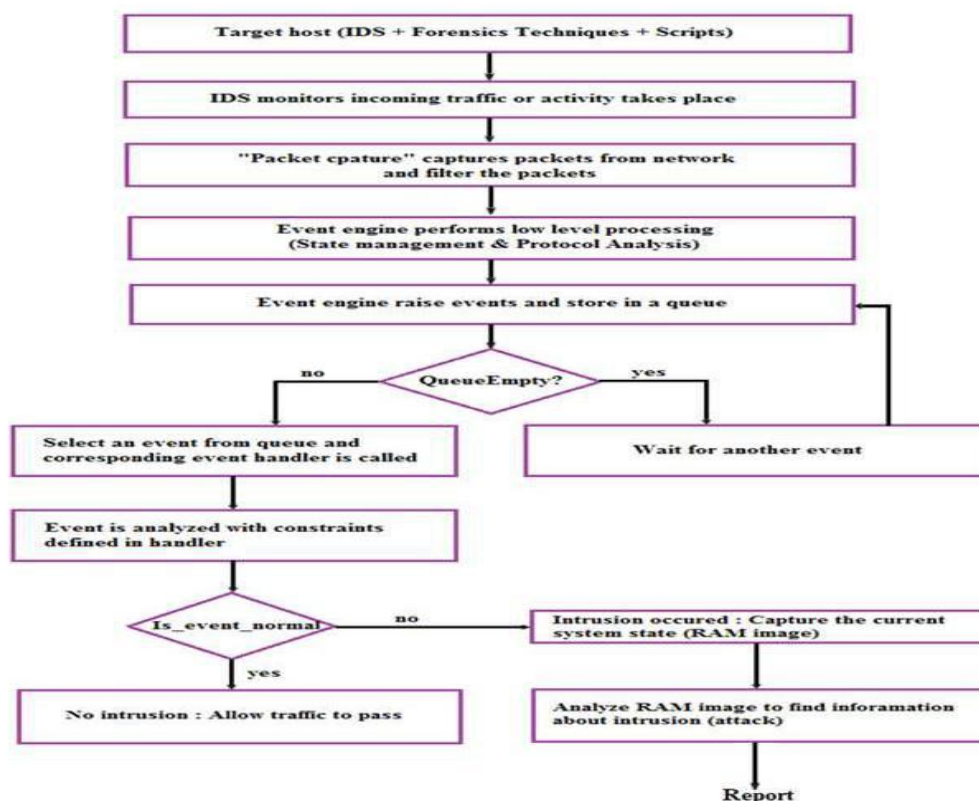 Target host (IDS + Forensics Techniques + Scripts)
IDS monitors incoming traffic or activity takes place
"Packet cpature" captures packets from network
and filter the packets
Event engine performs low level processing
(State management & Protocol Analysis)
Event engine raise events and store in a queue
QueueEmpty?
no
yes
Select an event from queue and
corresponding event handler is called
Wait for another event
Event is analyzed with constraints
defined in handler
Is_event_normal
no
yes
Intrusion occured : Capture the current
system state (RAM image)
No intrusion : Allow traffic to pass
Analyze RAM image to find inforamation
about intrusion (attack)
Report